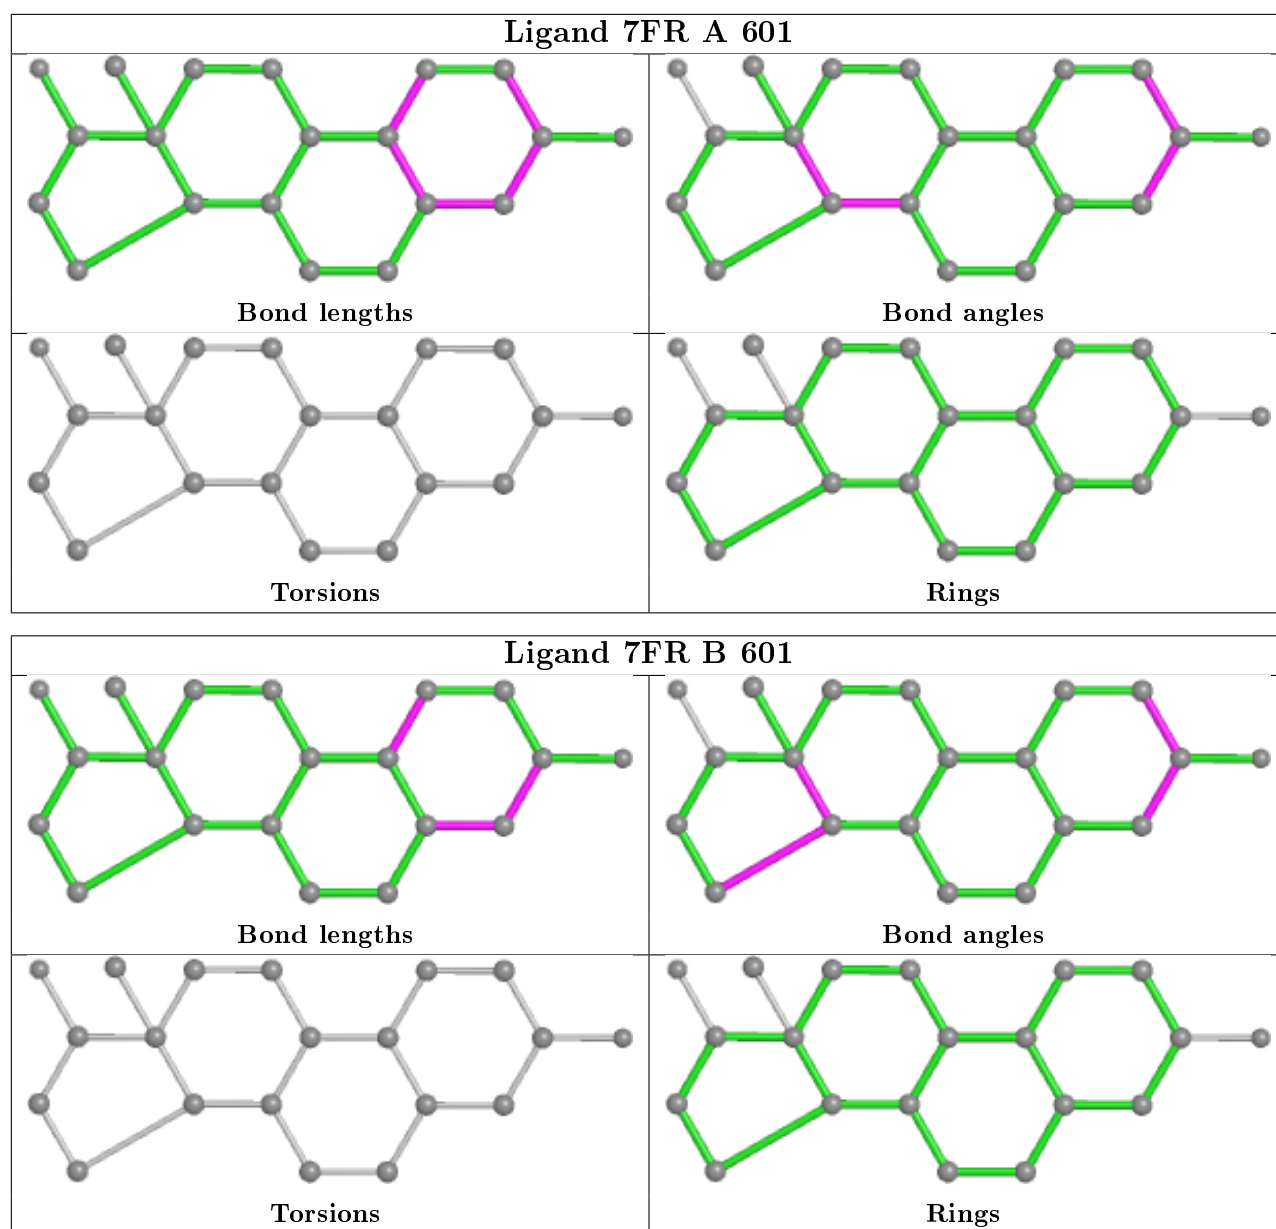 Ligand 7FR A 601
Bond lengths
Bond angles
Torsions
Rings
Ligand 7FR B 601
Bond lengths
Bond angles
Torsions
Rings